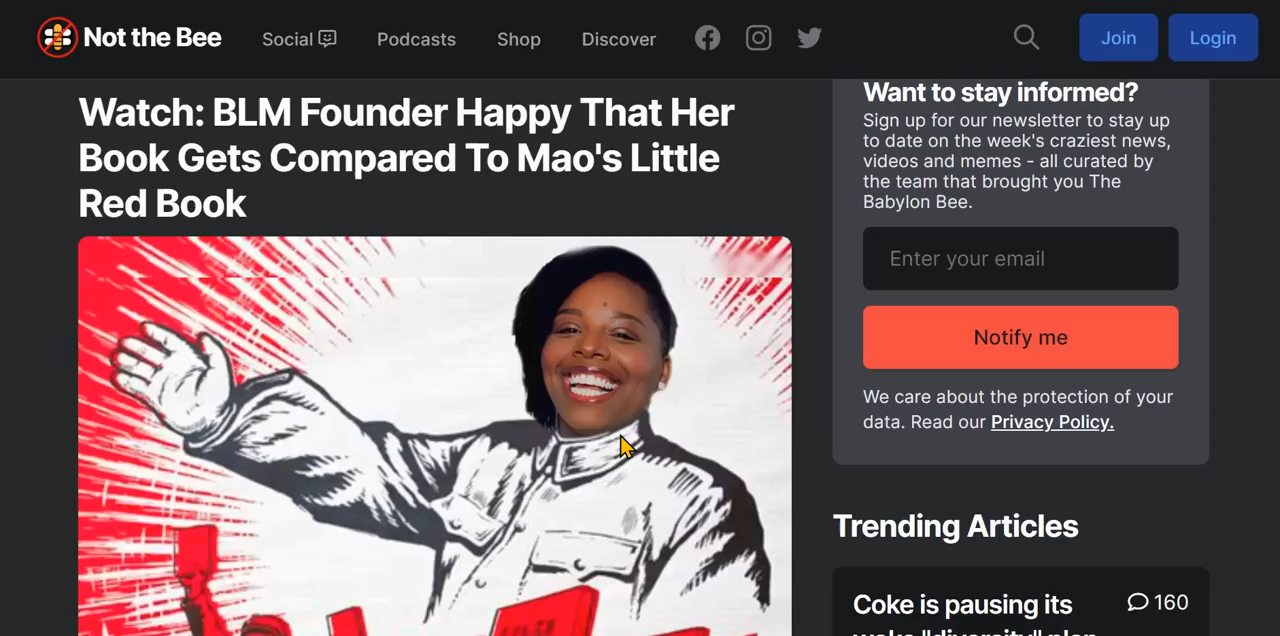 Not the Bee
Social
Podcasts
Shop
Discover
Join
Login
Watch: BLM Founder Happy That Her
Book Gets Compared To Mao's Little
Red Book
Want to stay informed?
Sign up for our newsletter to stay up
to date on the week's craziest news,
videos and memes - all curated by
the team that brought you The
Babylon Bee.
Enter your email
Notify me
We care about the protection of your
data. Read our Privacy Policy.
Trending Articles
Coke is pausing its
160
woke "diversity" plan